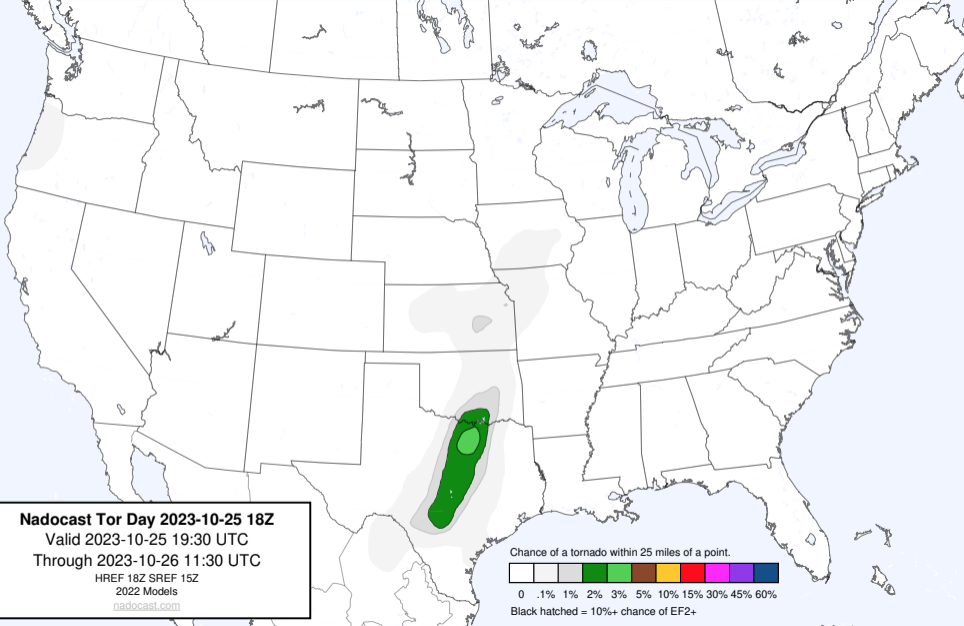 Nadocast Tor Day 2023-10-25 18Z
Valid 2023-10-25 19:30 UTC
Through 2023-10-26 11:30 UTC
HREF 18Z SREF 15Z
2022 Models
nadocast.com
Chance of a tornado within 25 miles of a point.
0 .1% 1% 2% 3% 5% 10% 15% 30% 45% 60%
Black hatched = 10%+ chance of EF2+